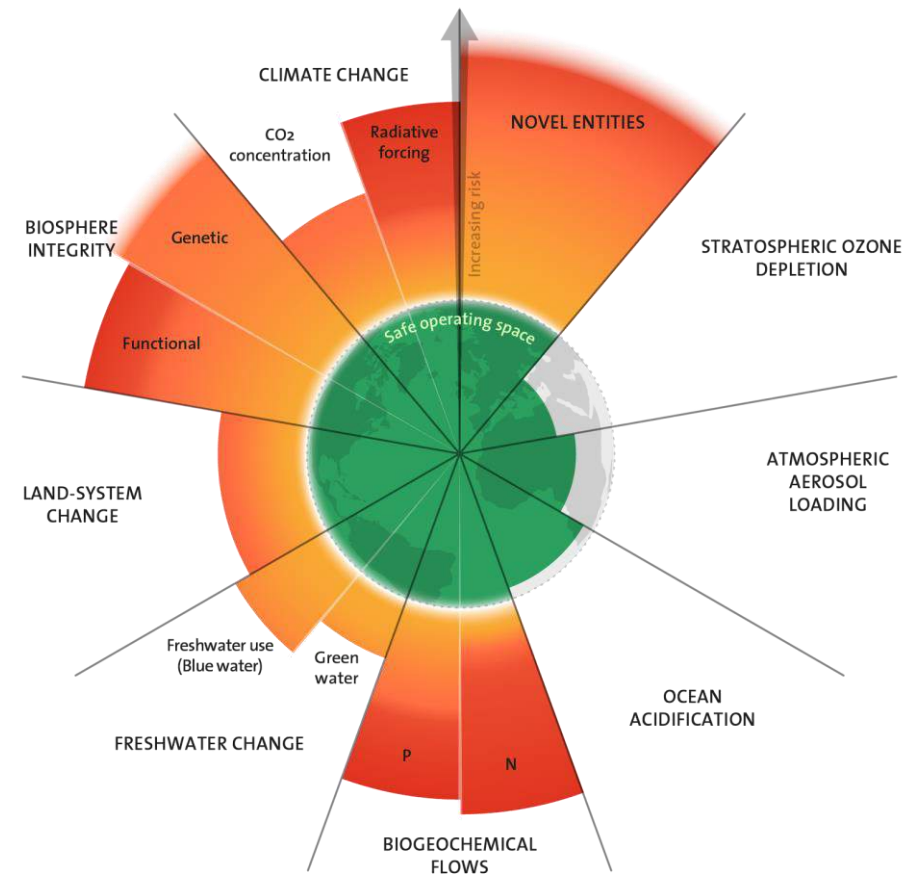 CLIMATE CHANGE
CO2
concentration
Radiative
forcing
Increasing risk
NOVEL ENTITIES
STRATOSPHERIC OZONE
DEPLETION
ATMOSPHERIC
AEROSOL
LOADING
OCEAN
ACIDIFICATION
BIOGEOCHEMICAL
FLOWS
P
N
FRESHWATER CHANGE
Green
water
Freshwater use
(Blue water)
LAND-SYSTEM
CHANGE
BIOSPHERE
INTEGRITY
Functional
Genetic
Safe operating space